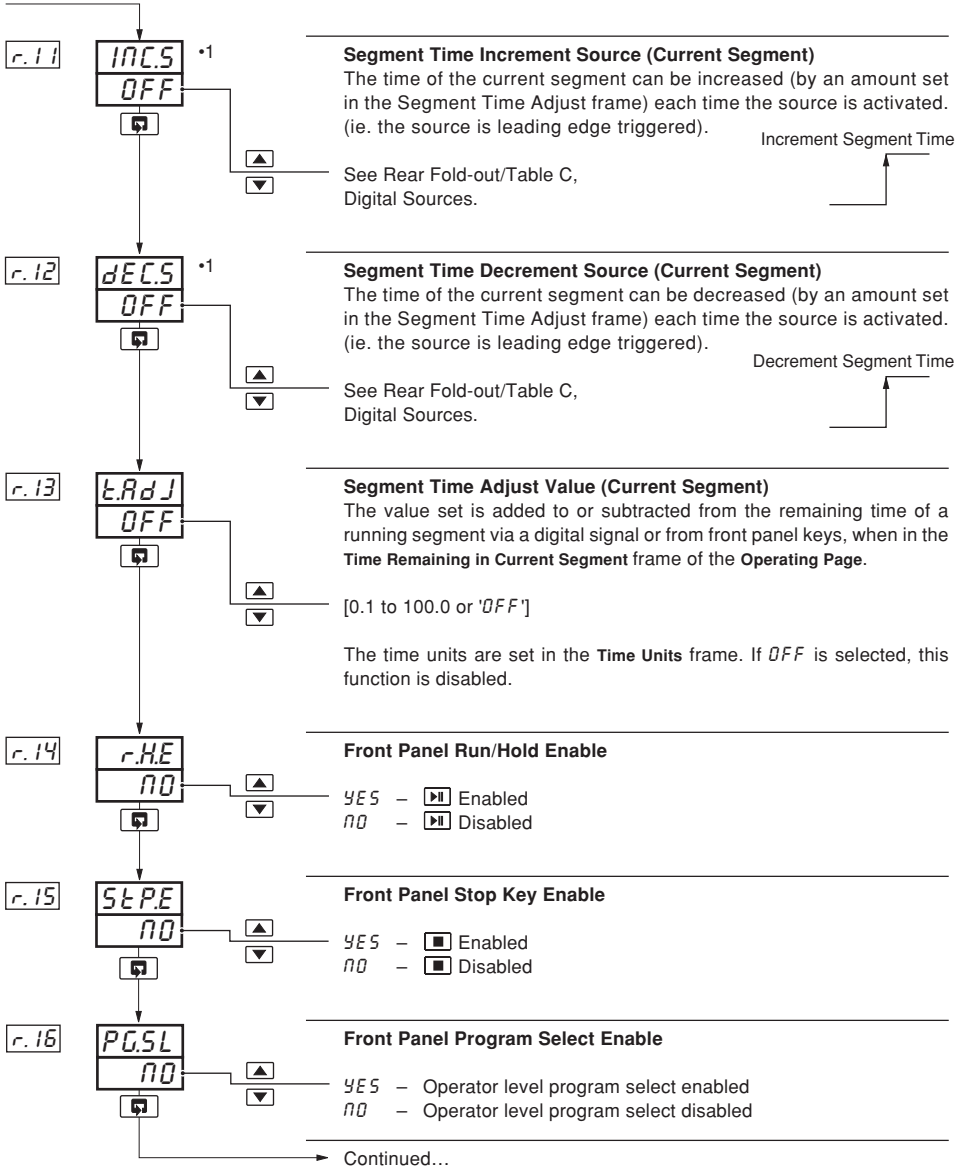 r.11
INC.S •1
OFF
Segment Time Increment Source (Current Segment)
The time of the current segment can be increased (by an amount set
in the Segment Time Adjust frame) each time the source is activated.
(ie. the source is leading edge triggered).
Increment Segment Time
See Rear Fold-out/Table C,
Digital Sources.
r.12
dEC.S •1
OFF
Segment Time Decrement Source (Current Segment)
The time of the current segment can be decreased (by an amount set
in the Segment Time Adjust frame) each time the source is activated.
(ie. the source is leading edge triggered).
Decrement Segment Time
See Rear Fold-out/Table C,
Digital Sources.
r.13
t.AdJ
OFF
Segment Time Adjust Value (Current Segment)
The value set is added to or subtracted from the remaining time of a
running segment via a digital signal or from front panel keys, when in the
Time Remaining in Current Segment frame of the Operating Page.
[0.1 to 100.0 or 'OFF']
The time units are set in the Time Units frame. If OFF is selected, this
function is disabled.
r.14
r.H.E
NO
Front Panel Run/Hold Enable
YES – Enabled
NO – Disabled
r.15
StP.E
NO
Front Panel Stop Key Enable
YES – Enabled
NO – Disabled
r.16
PG.SL
NO
Front Panel Program Select Enable
YES – Operator level program select enabled
NO – Operator level program select disabled
Continued…